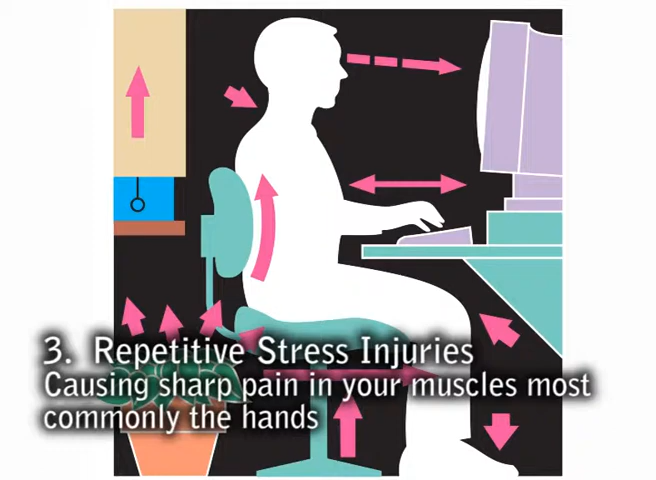 3. Repetitive Stress Injuries
Causing sharp pain in your muscles most
commonly the hands